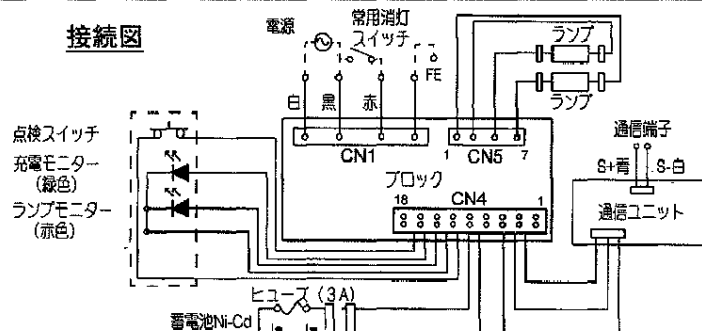 接続図
電源
常用消灯
スイッチ
FE
白
黒
赤
ランプ
ランプ
CN1
1
CN5
7
点検スイッチ
充電モニター
(緑色)
ランプモニター
(赤色)
ブロック
18
CN4
1
通信端子
S+青
S-白
通信ユニット
ヒューズ(3A)
蓄電池Ni-Cd